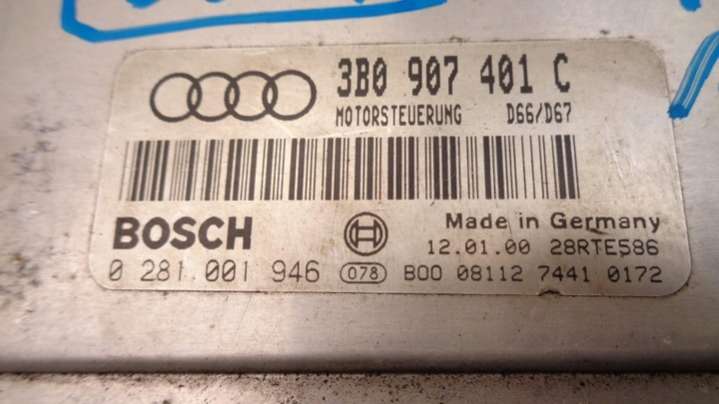 3B0 907 401 C
MOTORSTEUERUNG D66/D67
BOSCH
Made in Germany
12.01.00 28RTE586
0 281 001 946 078 B00 08112 7441 0172